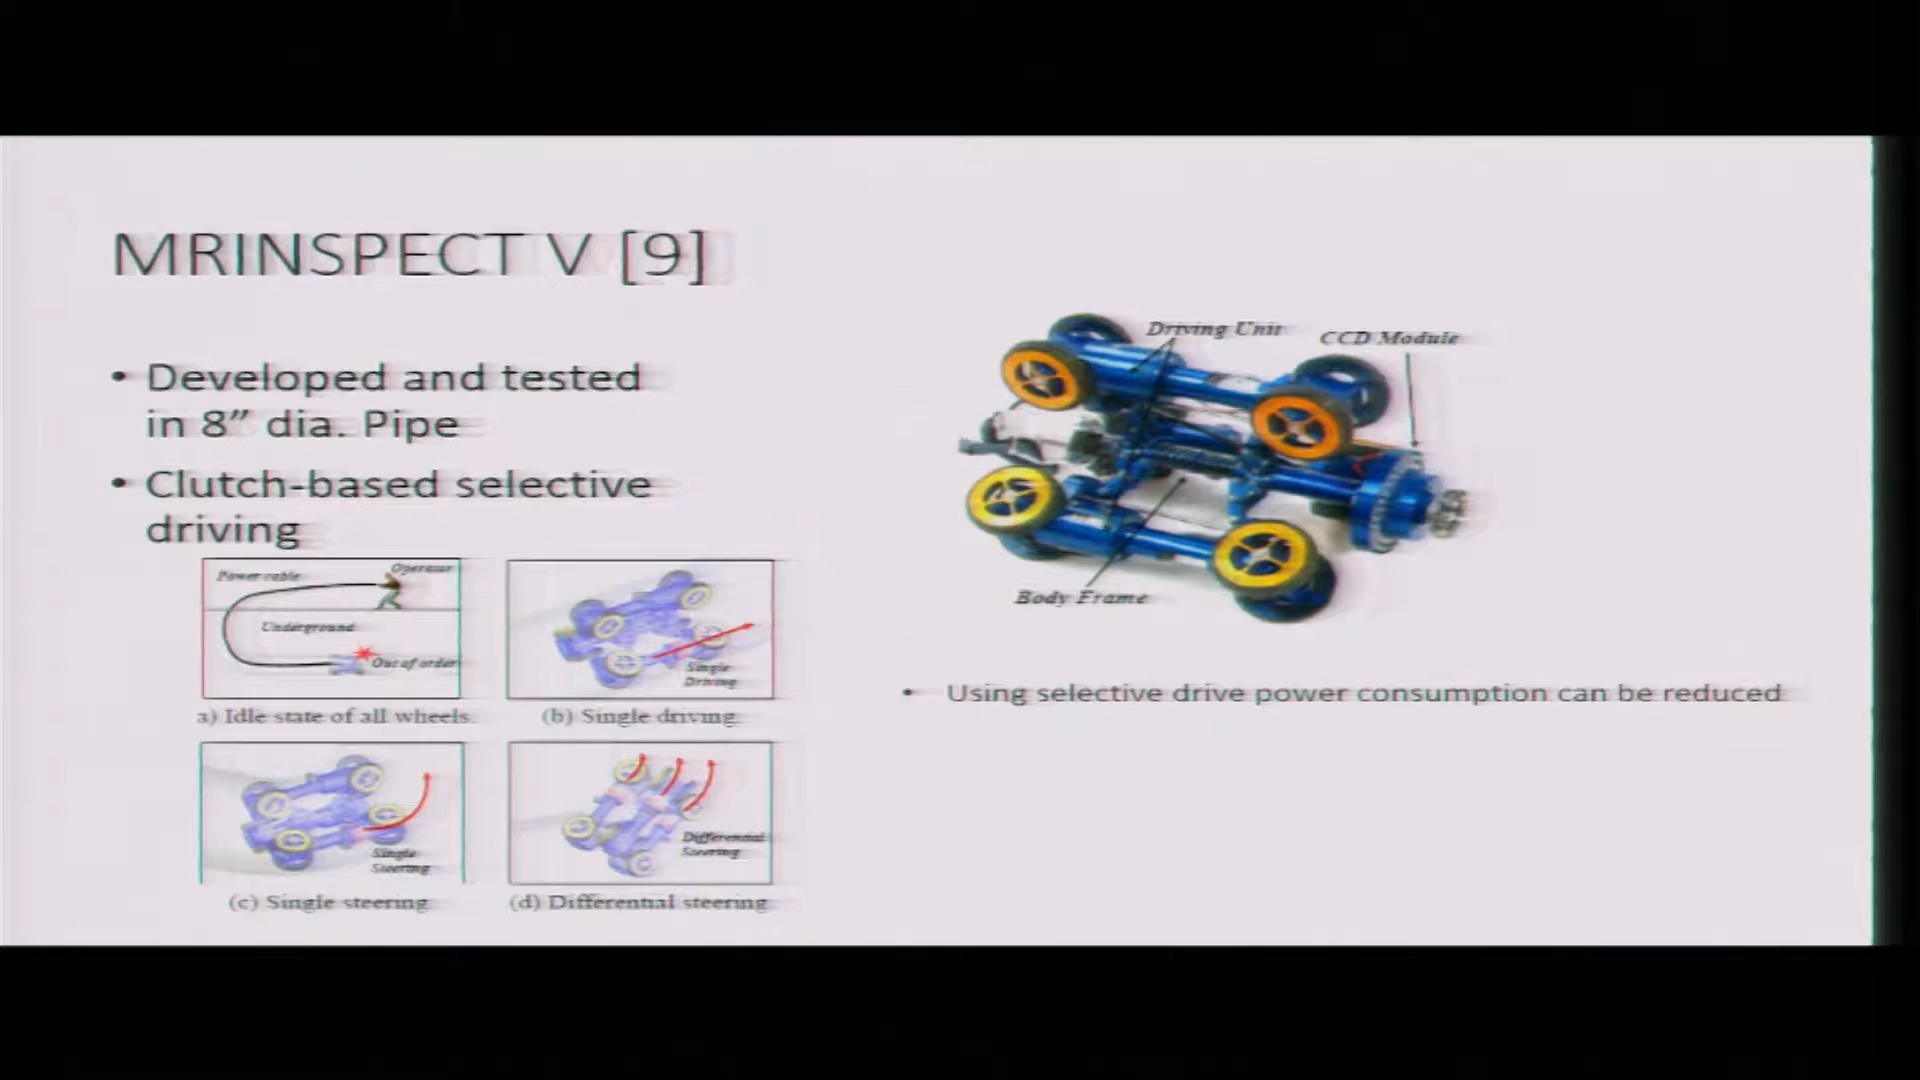 MRINSPECT V [9]
• Developed and tested
in 8” dia. Pipe
• Clutch-based selective
driving
Power cable
Operator
Underground
Out of order
a) Idle state of all wheels
Single
Driving
(b) Single driving
Single
Steering
(c) Single steering
Differential
Steering
(d) Differential steering
Driving Unit
CCD Module
Body Frame
• Using selective drive power consumption can be reduced